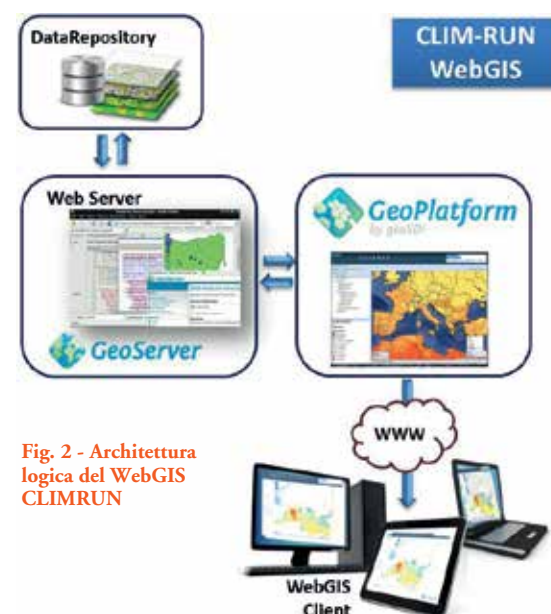 DataRepository
CLIM-RUN
WebGIS
Web Server
GeoServer
GeoPlatform
by geoSDI
WWW
Fig. 2 - Architettura
logica del WebGIS
CLIMRUN
WebGIS
Client